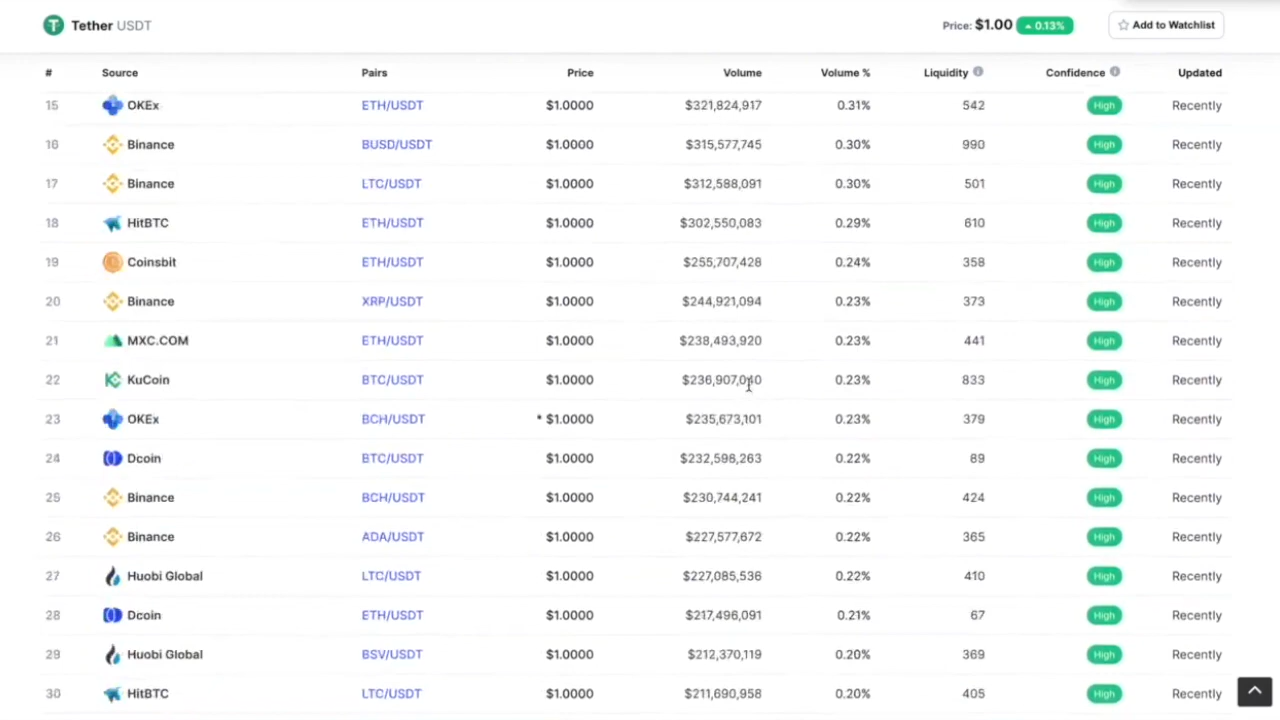 Tether USDT Price: $1.00 0.13% Add to Watchlist
# Source Pairs Price Volume Volume % Liquidity Confidence Updated
15 OKEx ETH/USDT $1.0000 $321,824,917 0.31% 542 High Recently
16 Binance BUSD/USDT $1.0000 $315,577,745 0.30% 990 High Recently
17 Binance LTC/USDT $1.0000 $312,588,091 0.30% 501 High Recently
18 HitBTC ETH/USDT $1.0000 $302,550,083 0.29% 610 High Recently
19 Coinsbit ETH/USDT $1.0000 $255,707,428 0.24% 358 High Recently
20 Binance XRP/USDT $1.0000 $244,921,094 0.23% 373 High Recently
21 MXC.COM ETH/USDT $1.0000 $238,493,920 0.23% 441 High Recently
22 KuCoin BTC/USDT $1.0000 $236,907,040 0.23% 833 High Recently
23 OKEx BCH/USDT * $1.0000 $235,673,101 0.23% 379 High Recently
24 Dcoin BTC/USDT $1.0000 $232,596,263 0.22% 89 High Recently
25 Binance BCH/USDT $1.0000 $230,744,241 0.22% 424 High Recently
26 Binance ADA/USDT $1.0000 $227,577,672 0.22% 365 High Recently
27 Huobi Global LTC/USDT $1.0000 $227,085,536 0.22% 410 High Recently
28 Dcoin ETH/USDT $1.0000 $217,496,091 0.21% 67 High Recently
29 Huobi Global BSV/USDT $1.0000 $212,370,119 0.20% 369 High Recently
30 HitBTC LTC/USDT $1.0000 $211,690,958 0.20% 405 High Recently